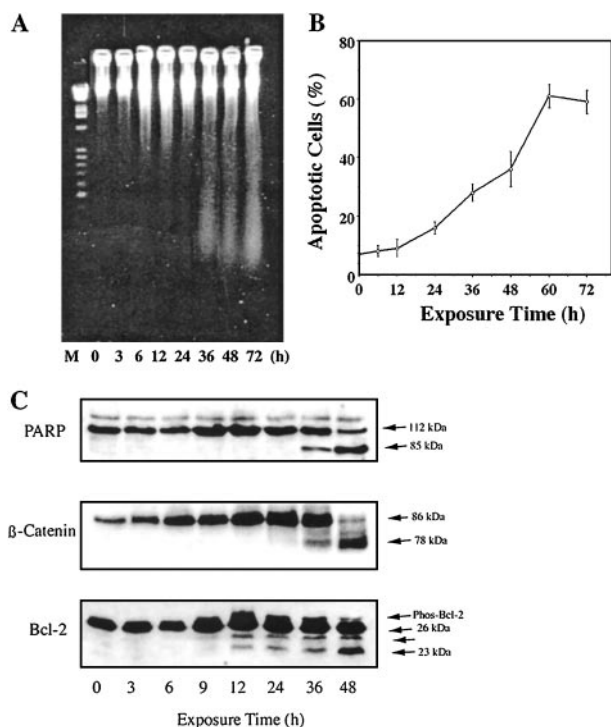 A
M 0 3 6 12 24 36 48 72 (h)
B
80
60
40
20
0
Apoptotic Cells (%)
0 12 24 36 48 60 72
Exposure Time (h)
C
PARP
112 kDa
85 kDa
ß-Catenin
86 kDa
78 kDa
Bcl-2
Phos-Bcl-2
26 kDa
23 kDa
0 3 6 9 12 24 36 48
Exposure Time (h)